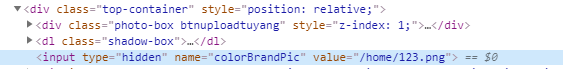 ▼<div class="top-container" style="position: relative;">
▶<div class="photo-box btnuploadtuyang" style="z-index: 1;">…</div>
▶<dl class="shadow-box">…</dl>
<input type="hidden" name="colorBrandPic" value="/home/123.png"> == $0